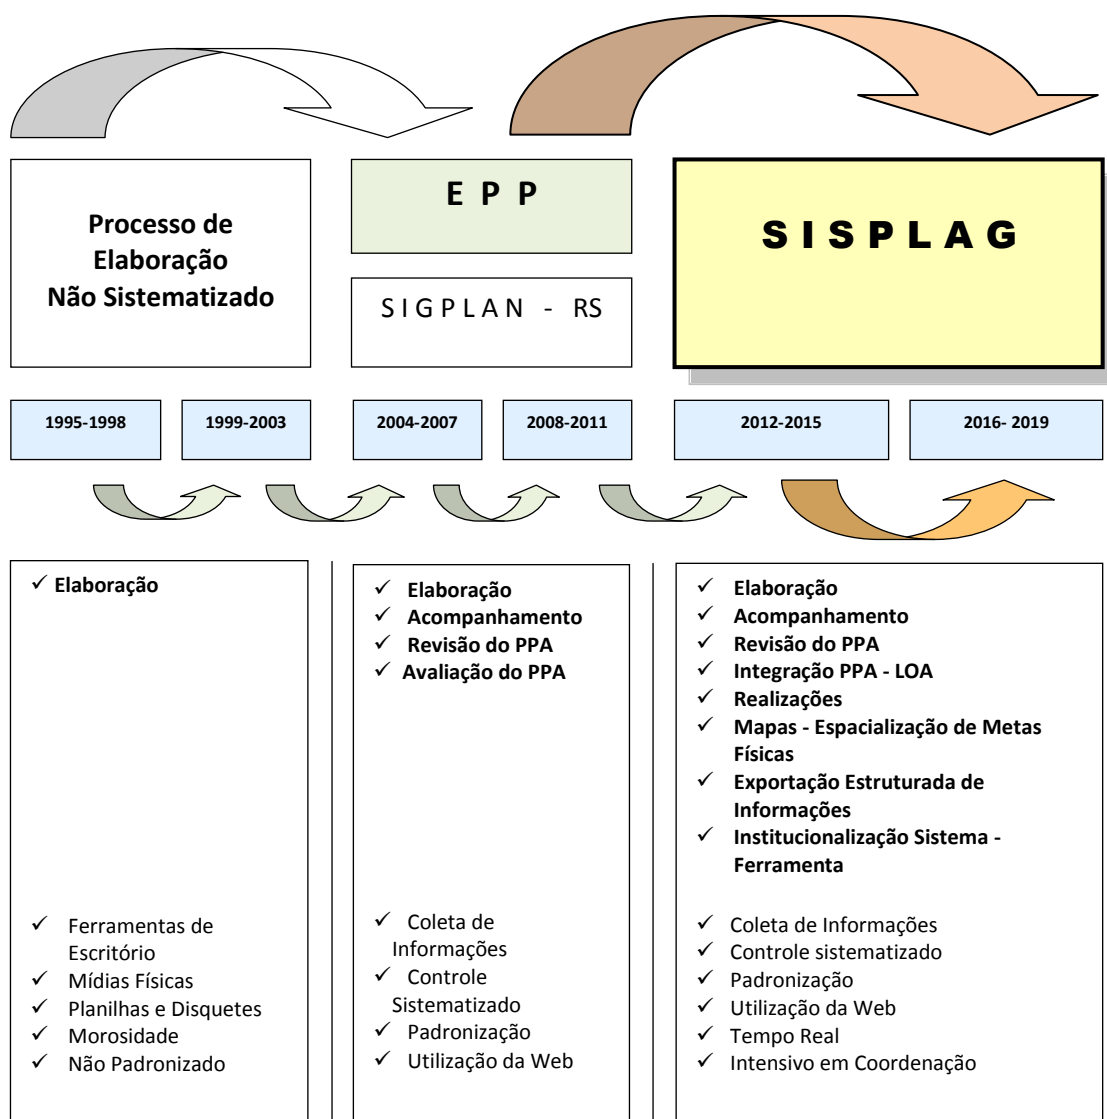 Processo de
Elaboração
Não Sistematizado
E P P
S I G P L A N - RS
S I S P L A G
1995-1998
1999-2003
2004-2007
2008-2011
2012-2015
2016- 2019
✓ Elaboração
✓ Ferramentas de
Escritório
✓ Mídias Físicas
✓ Planilhas e Disquetes
✓ Morosidade
✓ Não Padronizado
✓ Elaboração
✓ Acompanhamento
✓ Revisão do PPA
✓ Avaliação do PPA
✓ Coleta de
Informações
✓ Controle
Sistematizado
✓ Padronização
✓ Utilização da Web
✓ Elaboração
✓ Acompanhamento
✓ Revisão do PPA
✓ Integração PPA - LOA
✓ Realizações
✓ Mapas - Espacialização de Metas
Físicas
✓ Exportação Estruturada de
Informações
✓ Institucionalização Sistema -
Ferramenta
✓ Coleta de Informações
✓ Controle sistematizado
✓ Padronização
✓ Utilização da Web
✓ Tempo Real
✓ Intensivo em Coordenação